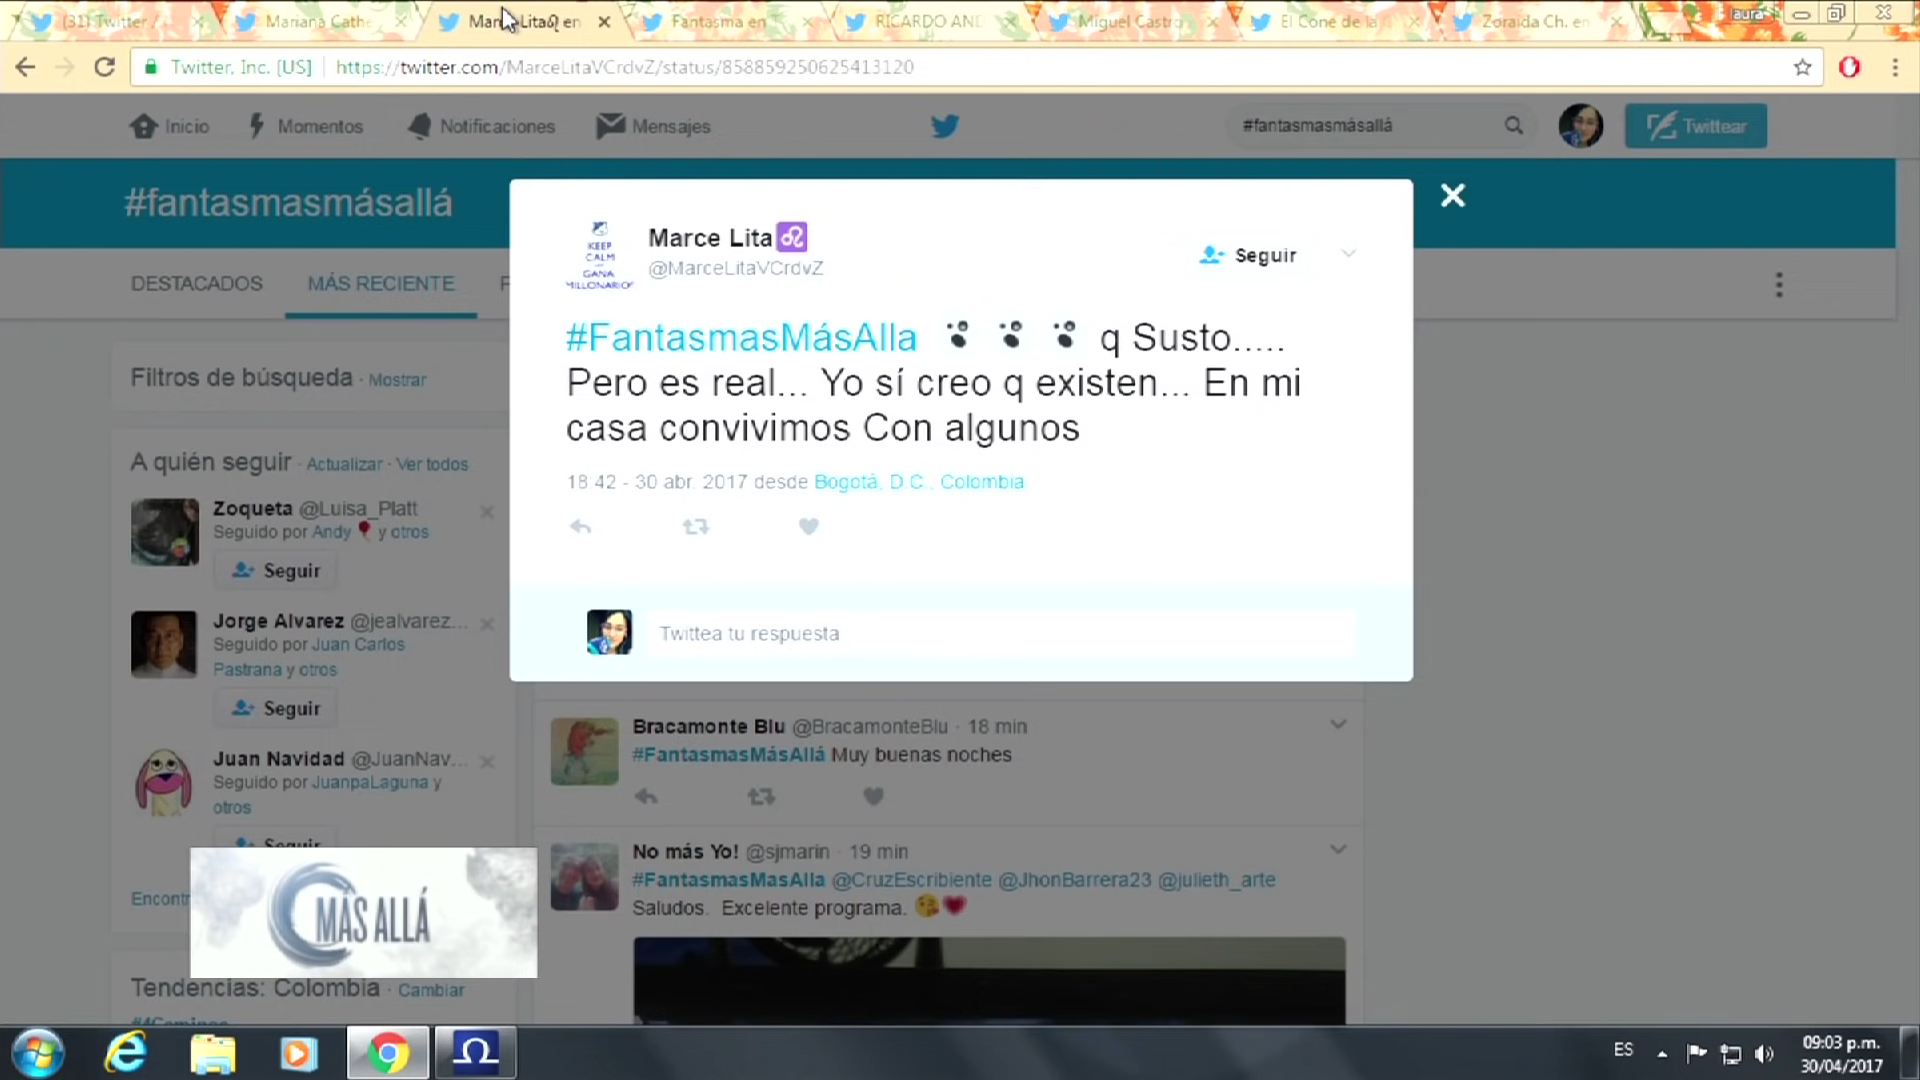 (31) Twitter /
Mariana Cathe
Marce Lita♌ en
Fantasma en
RICARDO AND
Miguel Castro
El Cone de la
Zoraida Ch. en
laura
Twitter, Inc. [US]
https://twitter.com/MarceLitaVCrdvZ/status/858859250625413120
Inicio
Momentos
Notificaciones
Mensajes
#fantasmasmásallá
Twittear
#fantasmasmásallá
DESTACADOS
MÁS RECIENTE
Filtros de búsqueda · Mostrar
A quién seguir · Actualizar · Ver todos
Zoqueta @Luisa_Platt
Seguido por Andy 🎈 y otros
Seguir
Jorge Alvarez @jealvarez...
Seguido por Juan Carlos
Pastrana y otros
Seguir
Juan Navidad @JuanNav...
Seguido por JuanpaLaguna y
otros
Seguir
Encontr
MÁS ALLÁ
Tendencias: Colombia · Cambiar
KEEP
CALM
GANA
MILLONARIO
Marce Lita♌
@MarceLitaVCrdvZ
Seguir
#FantasmasMásAlla 👣 👣 👣 q Susto.....
Pero es real... Yo sí creo q existen... En mi
casa convivimos Con algunos
18:42 - 30 abr. 2017 desde Bogotá, D.C., Colombia
Twittea tu respuesta
Bracamonte Blu @BracamonteBlu · 18 min
#FantasmasMásAllá Muy buenas noches
No más Yo! @sjmarin · 19 min
#FantasmasMasAlla @CruzEscribiente @JhonBarrera23 @julieth_arte
Saludos. Excelente programa. 😘💗
ES
09:03 p.m.
30/04/2017